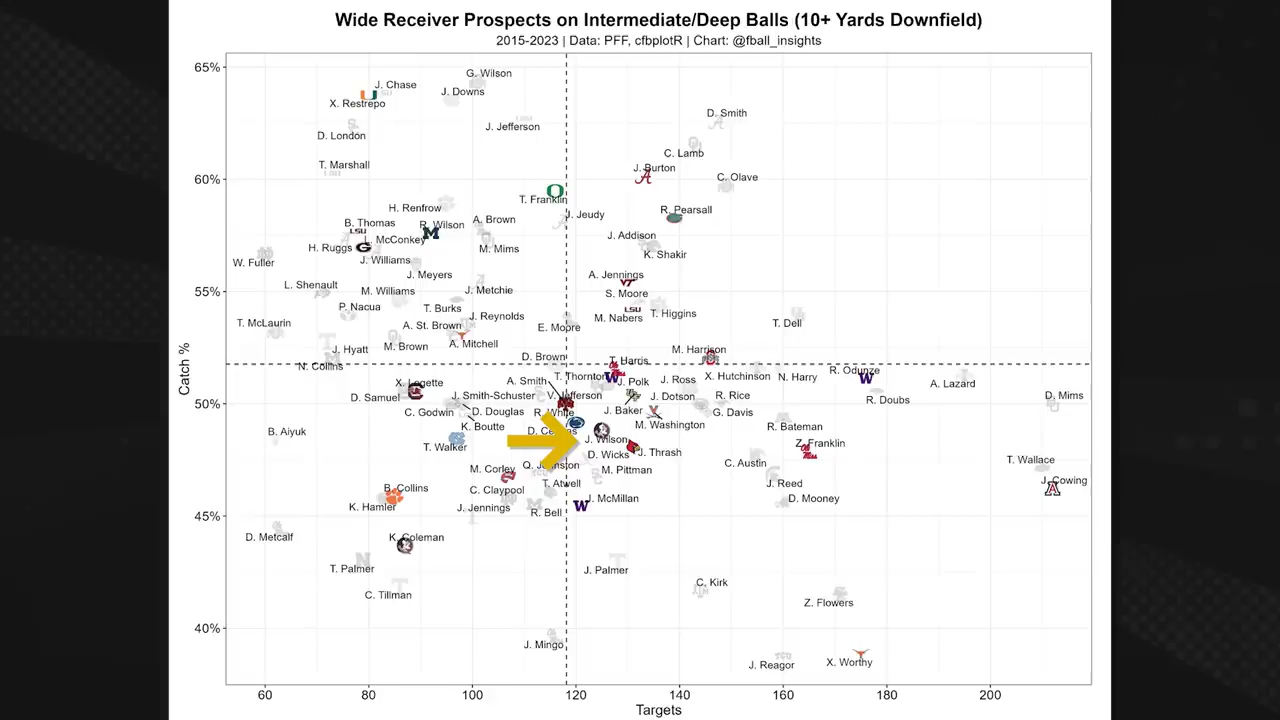 Wide Receiver Prospects on Intermediate/Deep Balls (10+ Yards Downfield)
2015-2023 | Data: PFF, cfbplotR | Chart: @fball_insights
65%
G. Wilson
J. Chase
J. Downs
X. Restrepo
D. Smith
J. Jefferson
D. London
C. Lamb
T. Marshall
J. Burton
60%
C. Olave
T. Franklin
H. Renfrow
R. Pearsall
J. Jeudy
B. Thomas
LSU
R. Wilson
A. Brown
L. McConkey
J. Addison
H. Ruggs
M. Mims
K. Shakir
W. Fuller
J. Williams
J. Meyers
A. Jennings
L. Shenault
M. Williams
J. Metchie
S. Moore
55%
P. Nacua
T. Burks
J. Reynolds
M. Nabers
LSU
T. Higgins
T. McLaurin
A. St. Brown
E. Moore
T. Dell
J. Hyatt
M. Brown
A. Mitchell
M. Harrison
N. Collins
D. Brown
T. Harris
R. Odunze
X. Legette
A. Smith
T. Thornton
J. Polk
J. Ross
X. Hutchinson
N. Harry
A. Lazard
D. Samuel
J. Smith-Schuster
V. Jefferson
J. Dotson
R. Rice
R. Doubs
D. Mims
50%
C. Godwin
D. Douglas
R. White
J. Baker
G. Davis
K. Boutte
M. Washington
R. Bateman
B. Aiyuk
T. Walker
J. Wilson
Z. Franklin
D. Wicks
J. Thrash
M. Corley
Q. Johnston
M. Pittman
C. Austin
T. Wallace
T. Atwell
J. Reed
J. Cowing
B. Collins
C. Claypool
J. McMillan
D. Mooney
K. Hamler
J. Jennings
R. Bell
45%
D. Metcalf
K. Coleman
T. Palmer
J. Palmer
C. Tillman
C. Kirk
Z. Flowers
40%
J. Mingo
J. Reagor
X. Worthy
Catch %
60
80
100
120
140
160
180
200
Targets